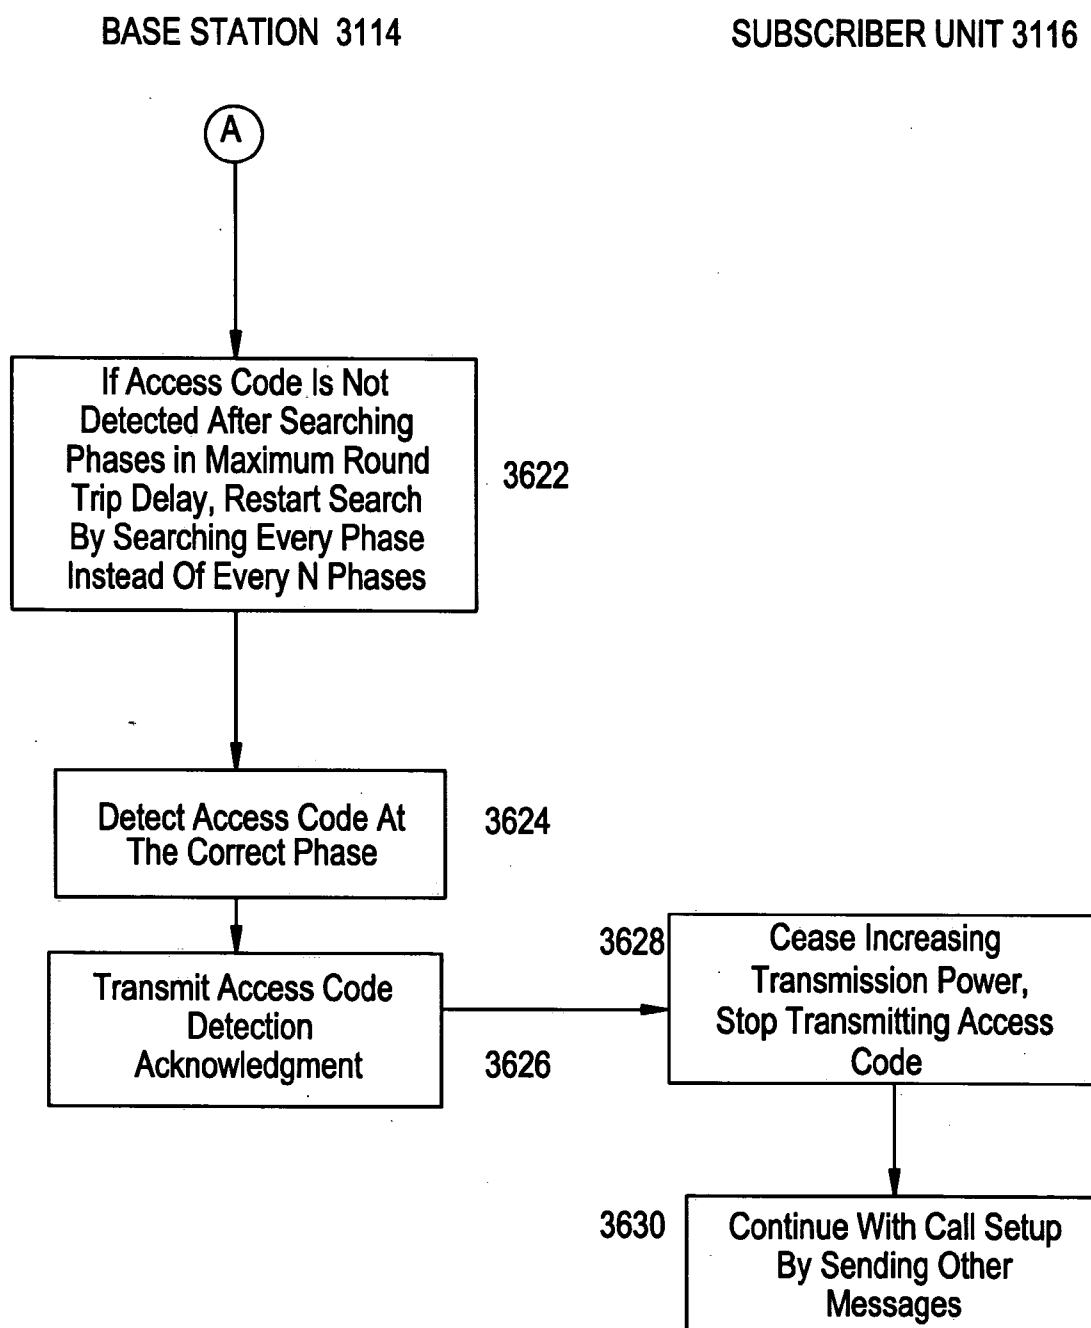 BASE STATION 3114
SUBSCRIBER UNIT 3116
A
If Access Code Is Not
Detected After Searching
Phases in Maximum Round
Trip Delay, Restart Search
By Searching Every Phase
Instead Of Every N Phases
3622
Detect Access Code At
The Correct Phase
3624
Transmit Access Code
Detection
Acknowledgment
3626
3628
Cease Increasing
Transmission Power,
Stop Transmitting Access
Code
3630
Continue With Call Setup
By Sending Other
Messages